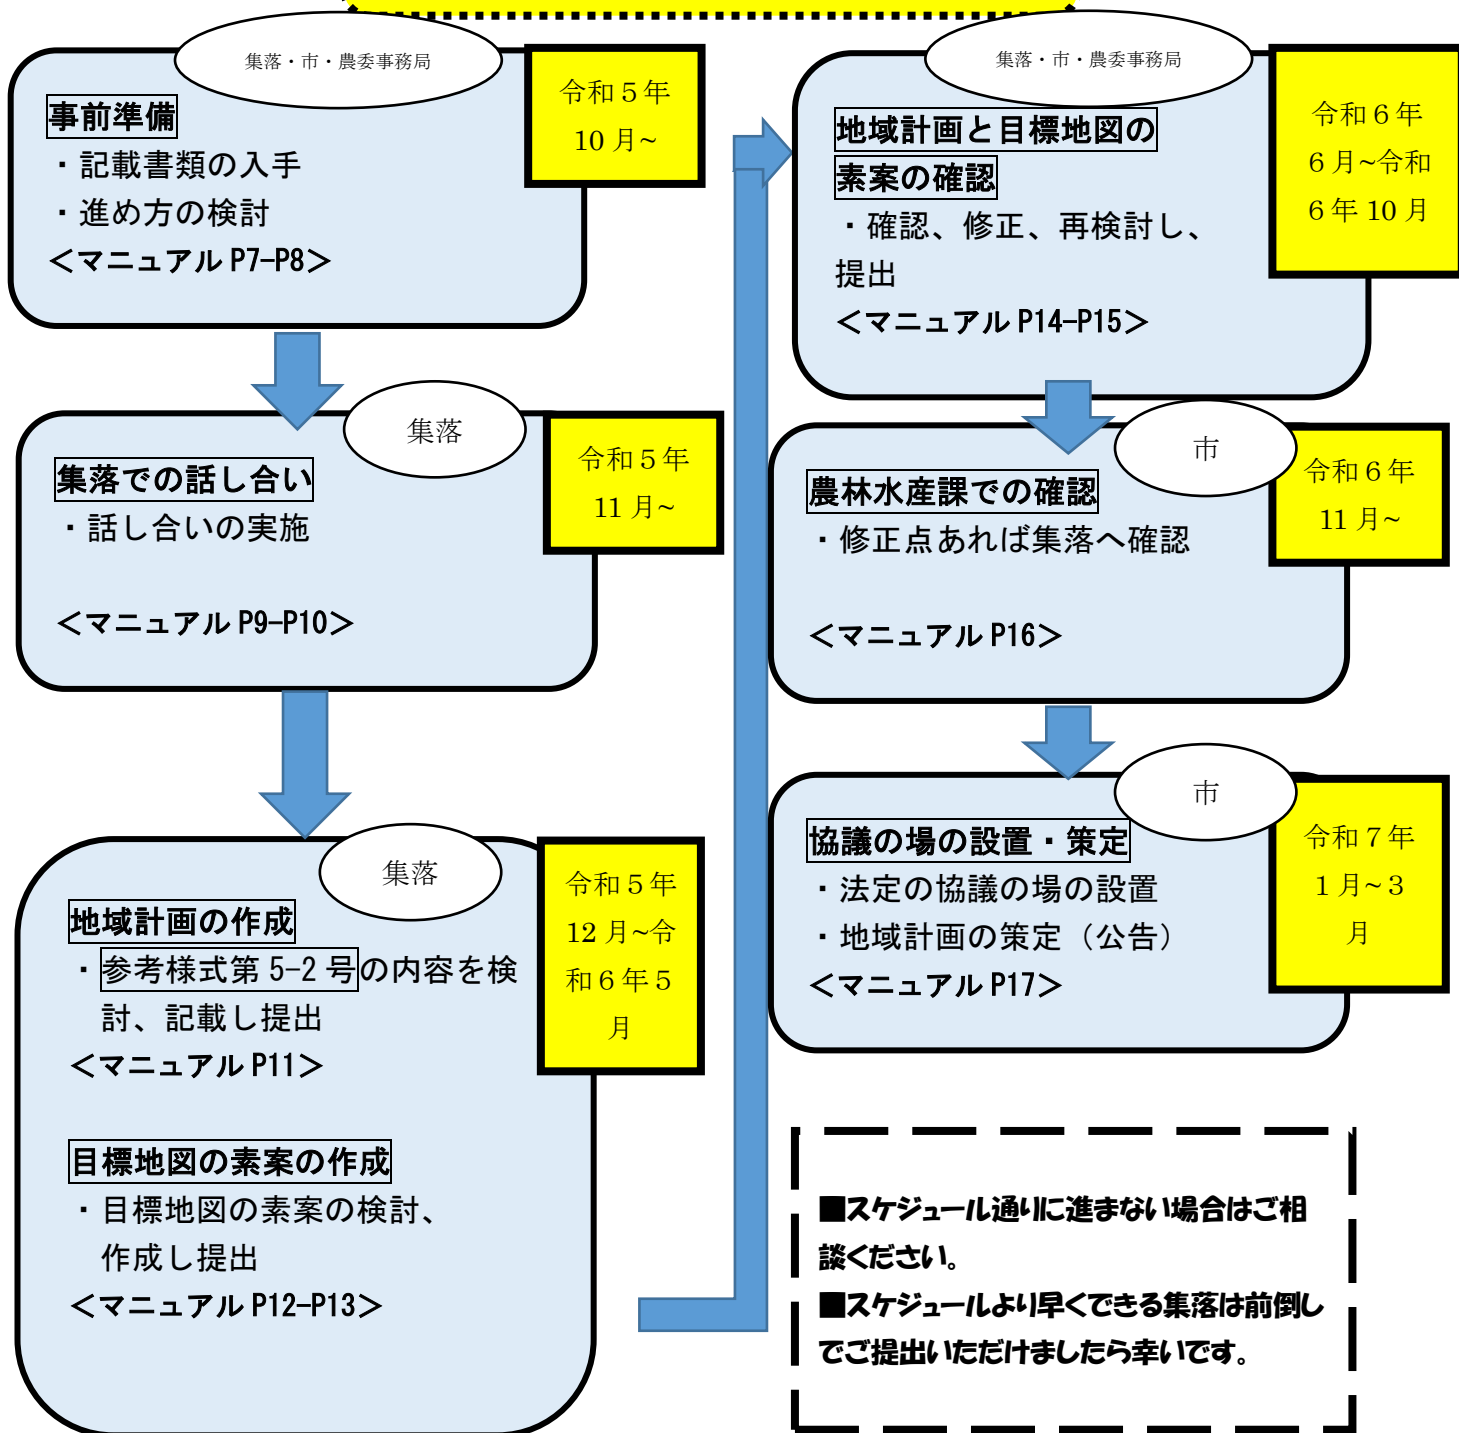 集落・市・農委事務局
令和５年
10 月~
事前準備
・記載書類の入手
・進め方の検討
＜マニュアル P7-P8＞
集落
令和５年
11 月~
集落での話し合い
・話し合いの実施
＜マニュアル P9-P10＞
集落
令和５年
12 月~令
和６年５
月
地域計画の作成
・参考様式第 5-2 号の内容を検
討、記載し提出
＜マニュアル P11＞
目標地図の素案の作成
・目標地図の素案の検討、
作成し提出
＜マニュアル P12-P13＞
集落・市・農委事務局
令和６年
６月~令和
６年 10 月
地域計画と目標地図の
素案の確認
・確認、修正、再検討し、
提出
＜マニュアル P14-P15＞
市
令和６年
11 月~
農林水産課での確認
・修正点あれば集落へ確認
＜マニュアル P16＞
市
令和７年
１月~３
月
協議の場の設置・策定
・法定の協議の場の設置
・地域計画の策定（公告）
＜マニュアル P17＞
■スケジュール通りに進まない場合はご相
談ください。
■スケジュールより早くできる集落は前倒し
でご提出いただけましたら幸いです。